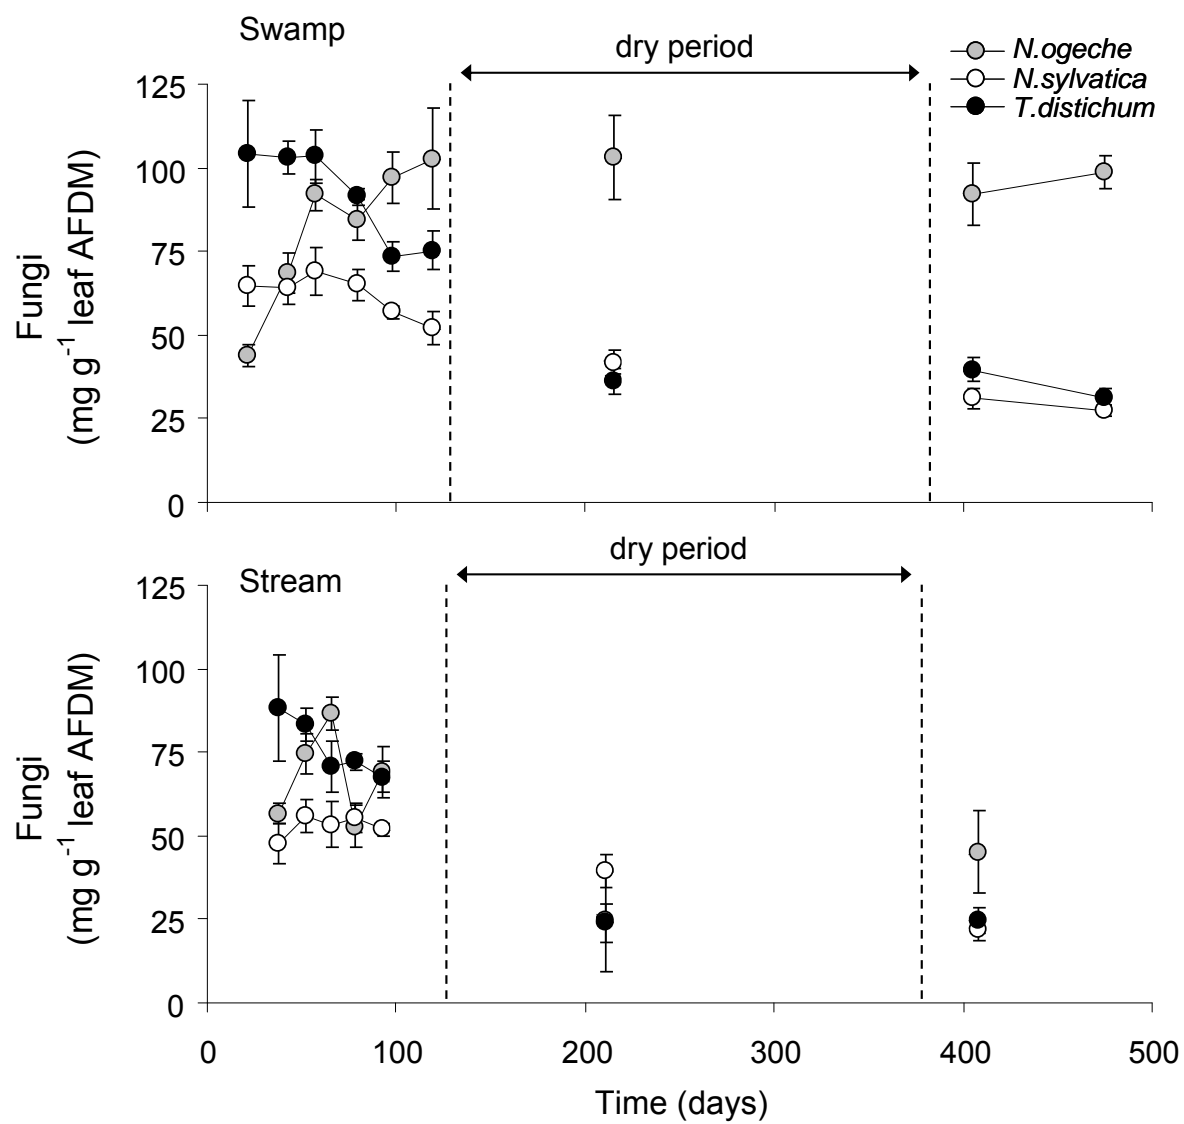 Swamp
dry period
N.ogeche
N.sylvatica
T.distichum
125
100
75
50
25
0
Fungi
(mg g⁻¹ leaf AFDM)
dry period
Stream
125
100
75
50
25
0
Fungi
(mg g⁻¹ leaf AFDM)
0 100 200 300 400 500
Time (days)